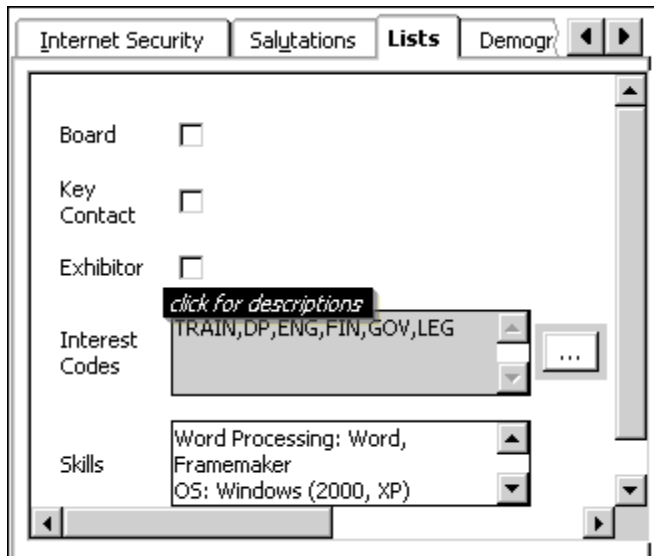 Internet Security Salutations Lists Demogr
Board
Key
Contact
Exhibitor
click for descriptions
Interest
Codes
TRAIN,DP,ENG,FIN,GOV,LEG
...
Skills
Word Processing: Word,
Framemaker
OS: Windows (2000, XP)